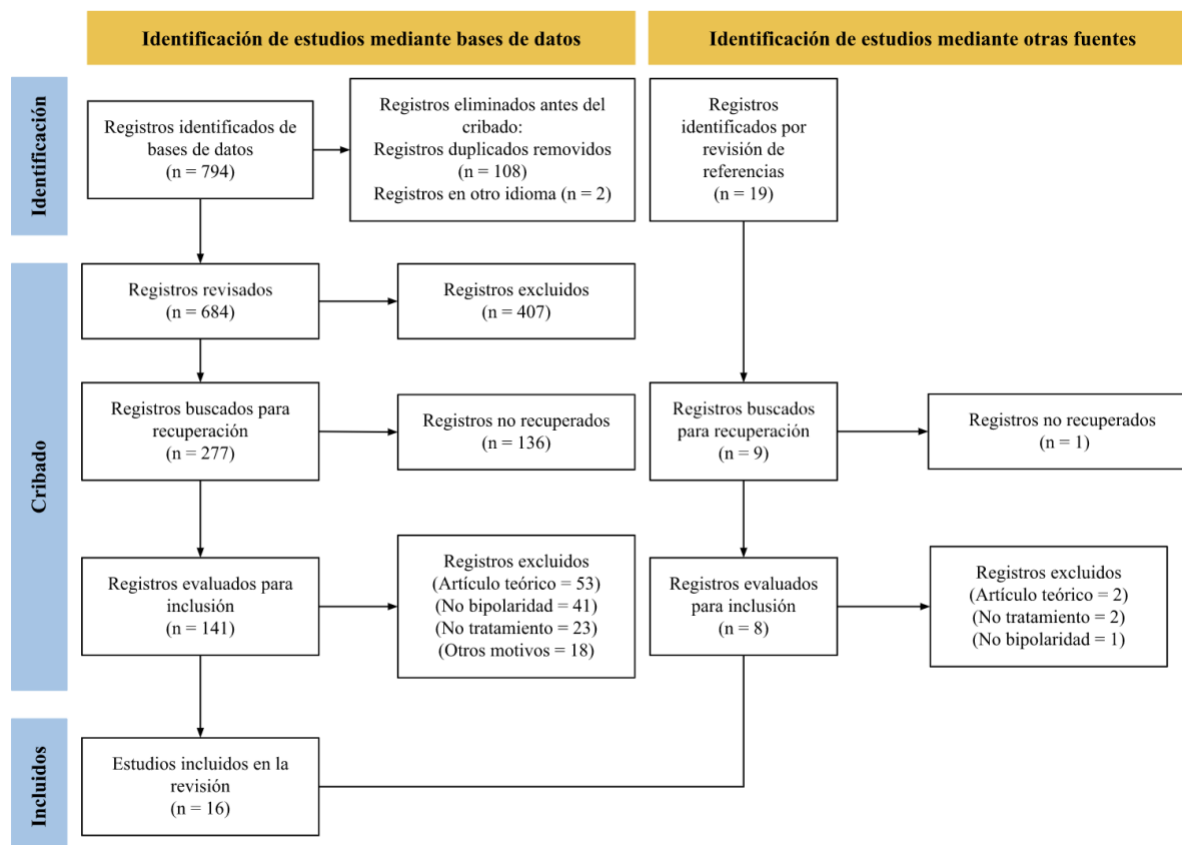 Identificación de estudios mediante bases de datos
Identificación de estudios mediante otras fuentes
Identificación
Registros identificados de
bases de datos
(n = 794)
Registros eliminados antes del
cribado:
Registros duplicados removidos
(n = 108)
Registros en otro idioma (n = 2)
Registros
identificados por
revisión de
referencias
(n = 19)
Cribado
Registros revisados
(n = 684)
Registros excluidos
(n = 407)
Registros buscados para
recuperación
(n = 277)
Registros no recuperados
(n = 136)
Registros buscados
para recuperación
(n = 9)
Registros no recuperados
(n = 1)
Registros evaluados para
inclusión
(n = 141)
Registros excluidos
(Artículo teórico = 53)
(No bipolaridad = 41)
(No tratamiento = 23)
(Otros motivos = 18)
Registros evaluados
para inclusión
(n = 8)
Registros excluidos
(Artículo teórico = 2)
(No tratamiento = 2)
(No bipolaridad = 1)
Incluidos
Estudios incluidos en la
revisión
(n = 16)